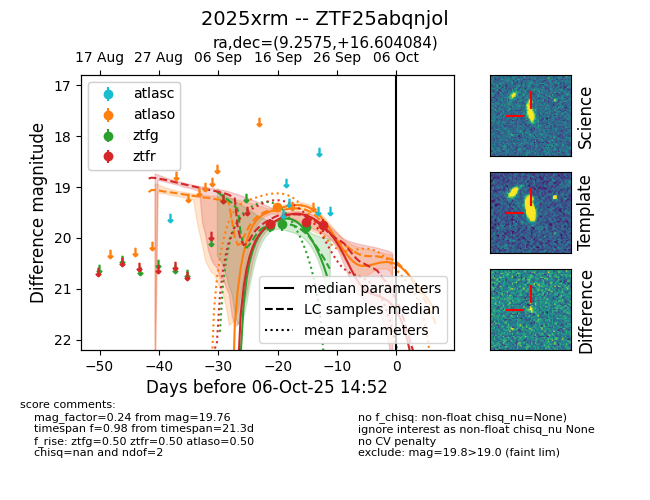 2025xrm -- ZTF25abqnjol
ra,dec=(9.2575,+16.604084)
17 Aug 27 Aug 06 Sep 16 Sep 26 Sep 06 Oct
17
18
19
20
21
22
Difference magnitude
atlasc
atlaso
ztfg
ztfr
median parameters
LC samples median
mean parameters
−50 −40 −30 −20 −10 0
Days before 06-Oct-25 14:52
Science
Template
Difference
score comments:
mag_factor=0.24 from mag=19.76
timespan f=0.98 from timespan=21.3d
f_rise: ztfg=0.50 ztfr=0.50 atlaso=0.50
chisq=nan and ndof=2
no f_chisq: non-float chisq_nu=None)
ignore interest as non-float chisq_nu None
no CV penalty
exclude: mag=19.8>19.0 (faint lim)